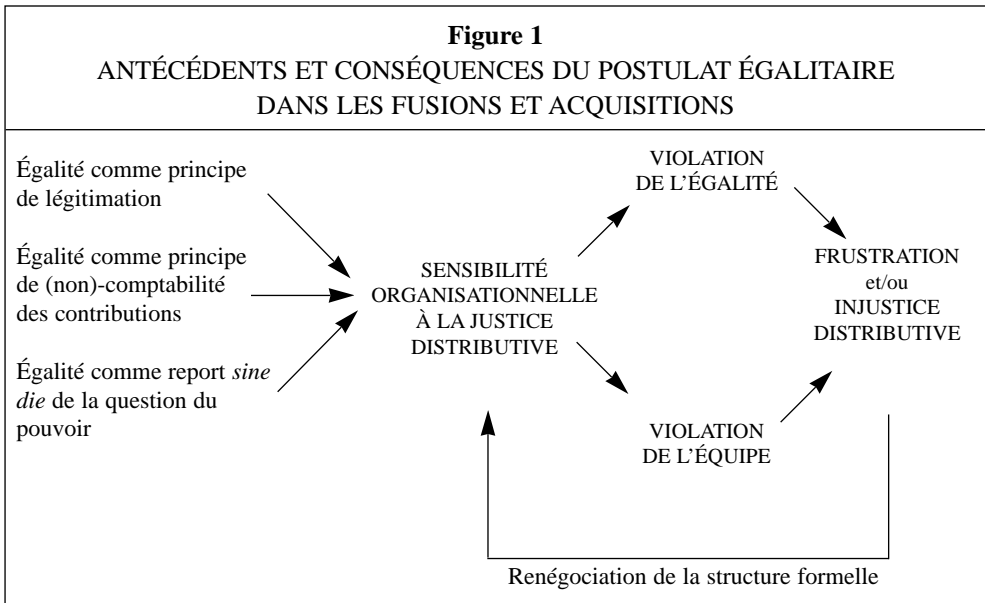 Figure 1
ANTÉCÉDENTS ET CONSÉQUENCES DU POSTULAT ÉGALITAIRE
DANS LES FUSIONS ET ACQUISITIONS
Égalité comme principe
de légitimation
Égalité comme principe
de (non)-comptabilité
des contributions
Égalité comme report sine
die de la question du
pouvoir
SENSIBILITÉ
ORGANISATIONNELLE
À LA JUSTICE
DISTRIBUTIVE
VIOLATION
DE L’ÉGALITÉ
VIOLATION
DE L’ÉQUIPE
FRUSTRATION
et/ou
INJUSTICE
DISTRIBUTIVE
Renégociation de la structure formelle